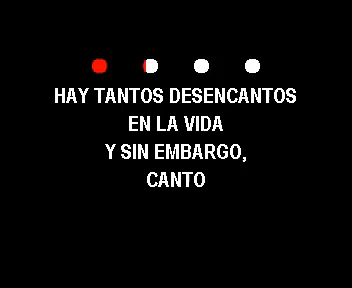 HAY TANTOS DESENCANTOS
EN LA VIDA
Y SIN EMBARGO,
CANTO